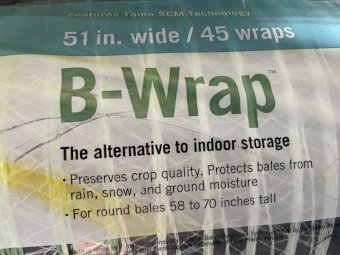 Features Tama SCM Technology
51 in. wide / 45 wraps
B-Wrap™
The alternative to indoor storage
• Preserves crop quality. Protects bales from
rain, snow, and ground moisture
• For round bales 58 to 70 inches tall